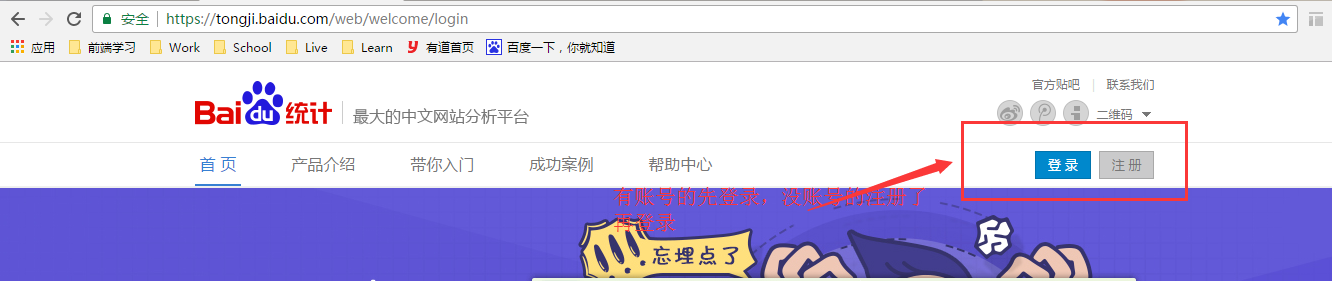 安全 | https://tongji.baidu.com/web/welcome/login
应用 前端学习 Work School Live Learn 有道首页 百度一下，你就知道
官方贴吧 | 联系我们
Bai du 统计 最大的中文网站分析平台
二维码
首 页 产品介绍 带你入门 成功案例 帮助中心 登 录 注 册
有账号的先登录，没账号的注册了
再登录
忘埋点了